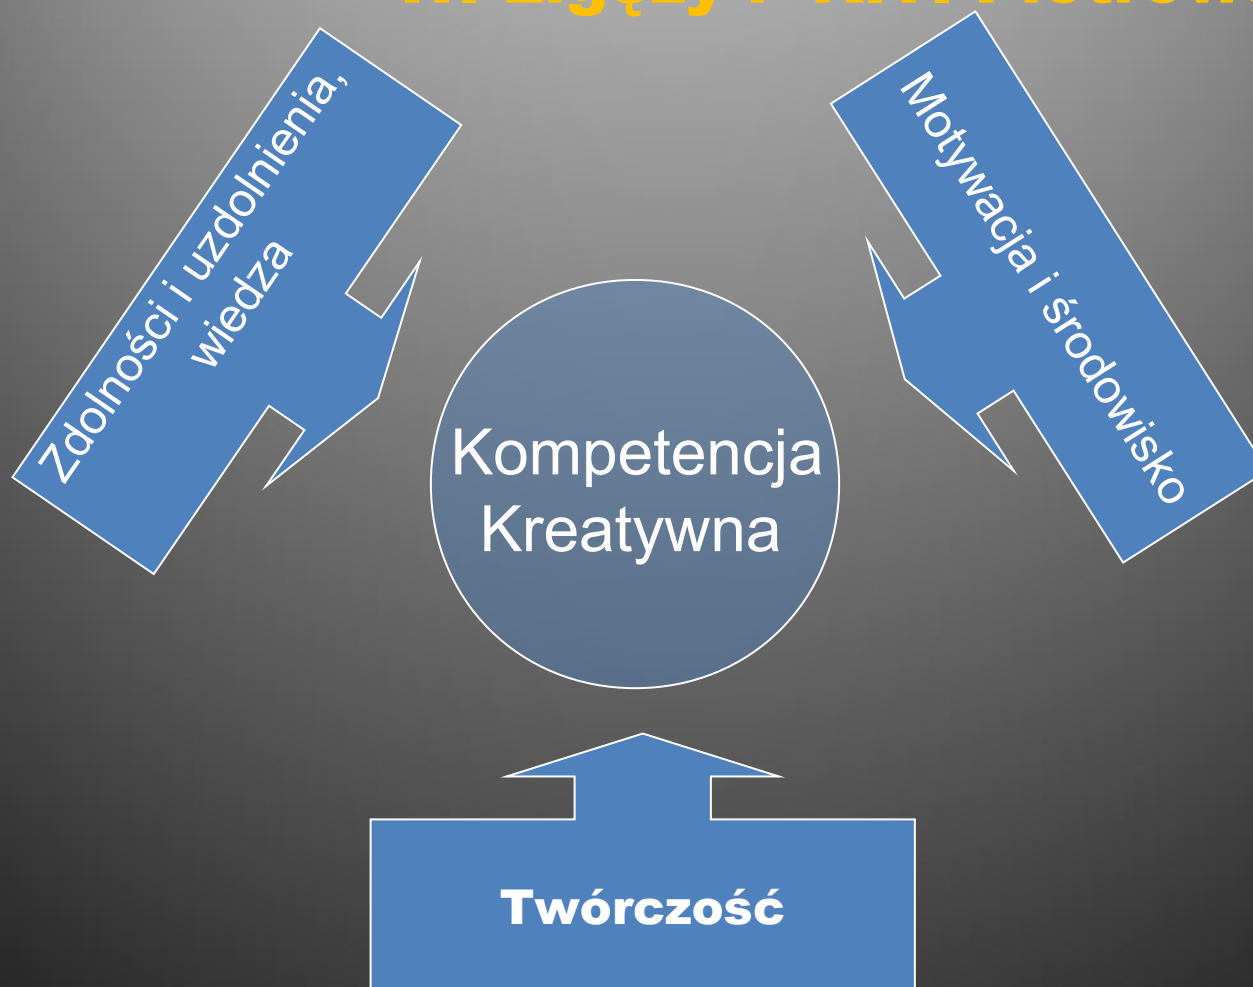 Zdolności i uzdolnienia,
wiedza
Motywacja i środowisko
Kompetencja
Kreatywna
Twórczość